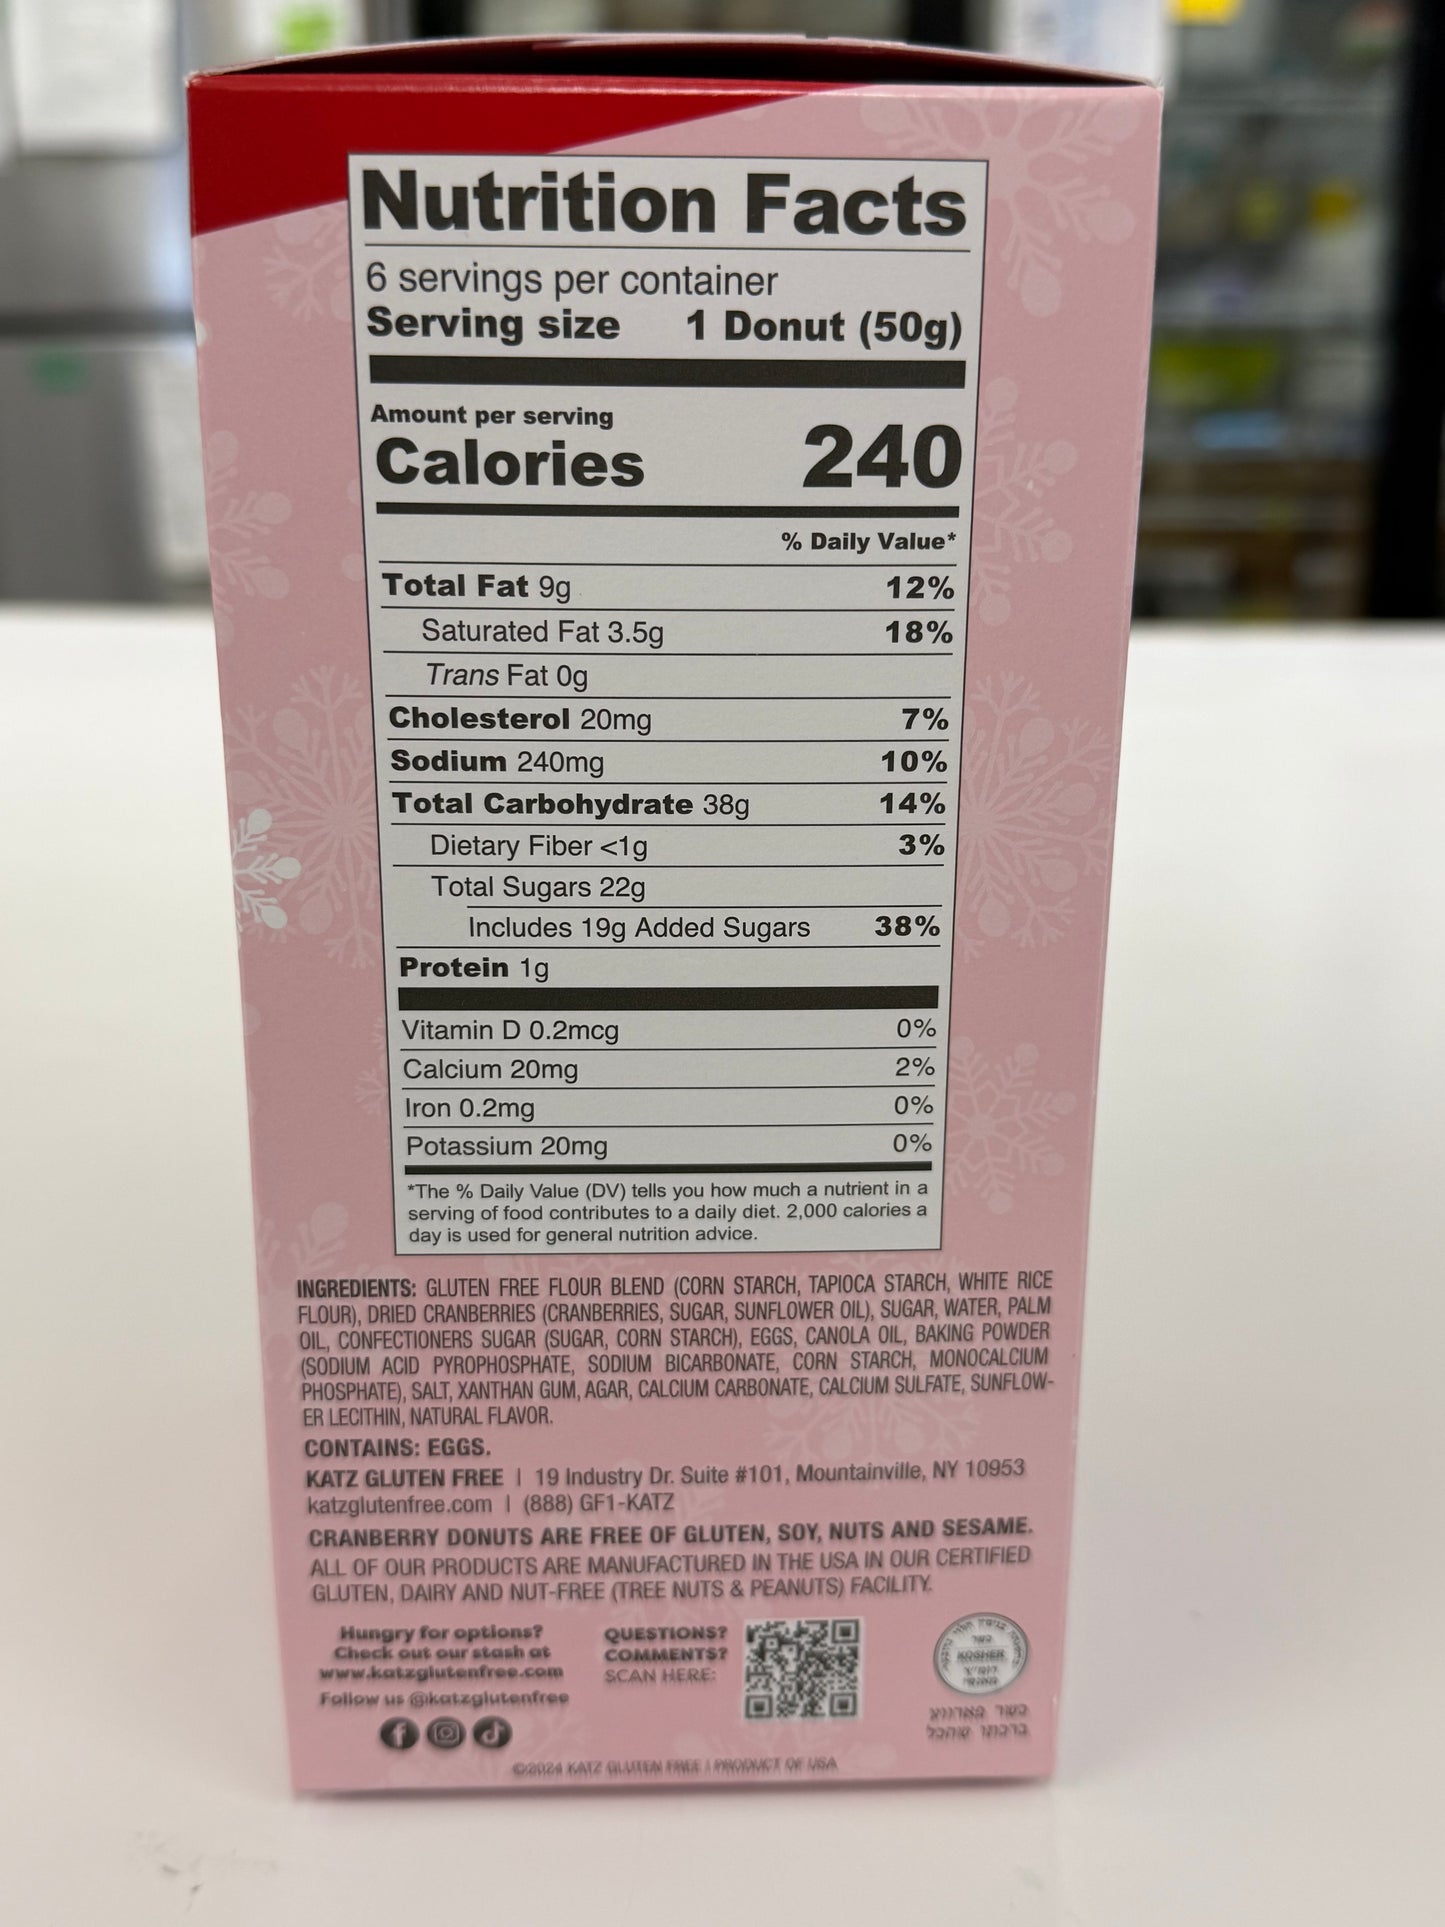 Nutrition Facts
6 servings per container
Serving size 1 Donut (50g)
Amount per serving
Calories 240
% Daily Value*
Total Fat 9g 12%
Saturated Fat 3.5g 18%
Trans Fat 0g
Cholesterol 20mg 7%
Sodium 240mg 10%
Total Carbohydrate 38g 14%
Dietary Fiber <1g 3%
Total Sugars 22g
Includes 19g Added Sugars 38%
Protein 1g
Vitamin D 0.2mcg 0%
Calcium 20mg 2%
Iron 0.2mg 0%
Potassium 20mg 0%
*The % Daily Value (DV) tells you how much a nutrient in a
serving of food contributes to a daily diet. 2,000 calories a
day is used for general nutrition advice.
INGREDIENTS: GLUTEN FREE FLOUR BLEND (CORN STARCH, TAPIOCA STARCH, WHITE RICE
FLOUR), DRIED CRANBERRIES (CRANBERRIES, SUGAR, SUNFLOWER OIL), SUGAR, WATER, PALM
OIL, CONFECTIONERS SUGAR (SUGAR, CORN STARCH), EGGS, CANOLA OIL, BAKING POWDER
(SODIUM ACID PYROPHOSPHATE, SODIUM BICARBONATE, CORN STARCH, MONOCALCIUM
PHOSPHATE), SALT, XANTHAN GUM, AGAR, CALCIUM CARBONATE, CALCIUM SULFATE, SUNFLOW-
ER LECITHIN, NATURAL FLAVOR.
CONTAINS: EGGS.
KATZ GLUTEN FREE | 19 Industry Dr. Suite #101, Mountainville, NY 10953
katzglutenfree.com | (888) GF1-KATZ
CRANBERRY DONUTS ARE FREE OF GLUTEN, SOY, NUTS AND SESAME.
ALL OF OUR PRODUCTS ARE MANUFACTURED IN THE USA IN OUR CERTIFIED
GLUTEN, DAIRY AND NUT-FREE (TREE NUTS & PEANUTS) FACILITY.
Hungry for options?
Check out our stash at
www.katzglutenfree.com
Follow us @katzglutenfree
QUESTIONS?
COMMENTS?
SCAN HERE:
כשר
KOSHER
כשר פארווע
ברכתו שהכל
©2024 KATZ GLUTEN FREE | PRODUCT OF USA